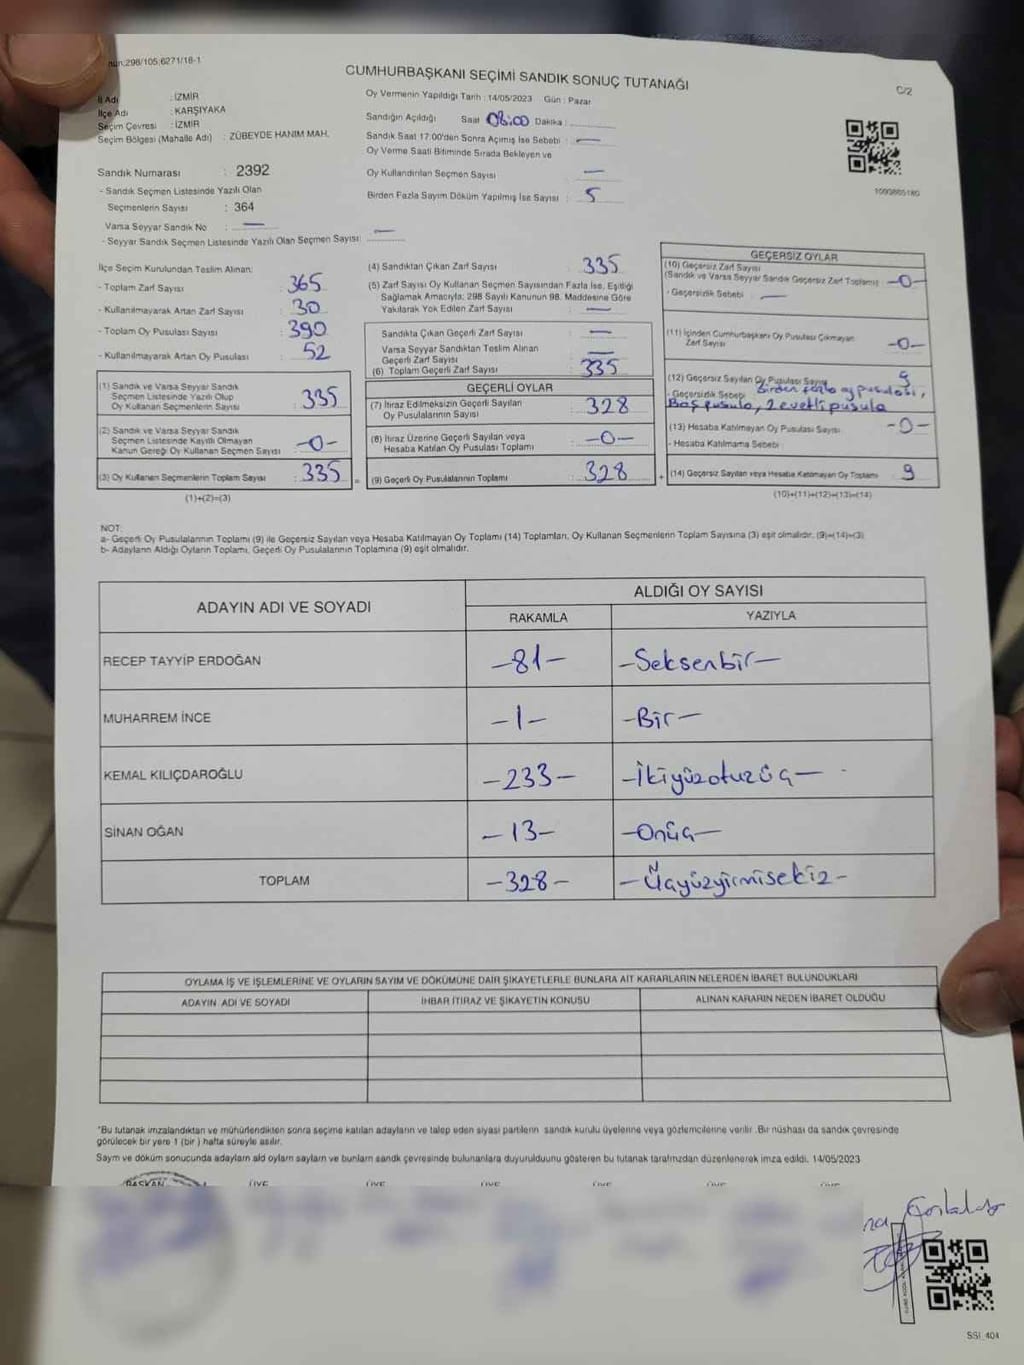 nun.298/105;6271/18-1
CUMHURBAŞKANI SEÇİMİ SANDIK SONUÇ TUTANAĞI
C/2
İl Adı : İZMİR
İlçe Adı : KARŞIYAKA
Seçim Çevresi : İZMİR
Seçim Bölgesi (Mahalle Adı) : ZÜBEYDE HANIM MAH.
Oy Vermenin Yapıldığı Tarih : 14/05/2023 Gün : Pazar
Sandığın Açıldığı Saat 08:00 Dakika :
Sandık Saat 17:00'den Sonra Açılmış İse Sebebi : —
Oy Verme Saati Bitiminde Sırada Bekleyen ve
Oy Kullandırılan Seçmen Sayısı : —
Birden Fazla Sayım Döküm Yapılmış İse Sayısı : 5
1090865180
Sandık Numarası : 2392
- Sandık Seçmen Listesinde Yazılı Olan
Seçmenlerin Sayısı : 364
Varsa Seyyar Sandık No : —
- Seyyar Sandık Seçmen Listesinde Yazılı Olan Seçmen Sayısı: —
İlçe Seçim Kurulundan Teslim Alınan:
- Toplam Zarf Sayısı : 365
- Kullanılmayarak Artan Zarf Sayısı : 30
- Toplam Oy Pusulası Sayısı : 390
- Kullanılmayarak Artan Oy Pusulası : 52
(1) Sandık ve Varsa Seyyar Sandık
Seçmen Listesinde Yazılı Olup
Oy Kullanan Seçmenlerin Sayısı : 335
(2) Sandık ve Varsa Seyyar Sandık
Seçmen Listesinde Kayıtlı Olmayan
Kanun Gereği Oy Kullanan Seçmen Sayısı : -0-
(3) Oy Kullanan Seçmenlerin Toplam Sayısı : 335
(1)+(2)=(3)
(4) Sandıktan Çıkan Zarf Sayısı : 335
(5) Zarf Sayısı Oy Kullanan Seçmen Sayısından Fazla İse, Eşitliği
Sağlamak Amacıyla; 298 Sayılı Kanunun 98. Maddesine Göre
Yakılarak Yok Edilen Zarf Sayısı : —
Sandıkta Çıkan Geçerli Zarf Sayısı : —
Varsa Seyyar Sandıktan Teslim Alınan
Geçerli Zarf Sayısı : —
(6) Toplam Geçerli Zarf Sayısı : 335
GEÇERLİ OYLAR
(7) İtiraz Edilmeksizin Geçerli Sayılan
Oy Pusulalarının Sayısı : 328
(8) İtiraz Üzerine Geçerli Sayılan veya
Hesaba Katılan Oy Pusulası Toplamı : -0-
(9) Geçerli Oy Pusulalarının Toplamı : 328
GEÇERSİZ OYLAR
(10) Geçersiz Zarf Sayısı
(Sandık ve Varsa Seyyar Sandık Geçersiz Zarf Toplamı) : -0-
- Geçersizlik Sebebi : —
(11) İçinden Cumhurbaşkanı Oy Pusulası Çıkmayan
Zarf Sayısı : -0-
(12) Geçersiz Sayılan Oy Pusulası Sayısı : 9
- Geçersizlik Sebebi : Birden fazla oy pusulası,
Boş pusula, 2 evetli pusula
(13) Hesaba Katılmayan Oy Pusulası Sayısı : -0-
- Hesaba Katılmama Sebebi :
(14) Geçersiz Sayılan veya Hesaba Katılmayan Oy Toplamı : 9
(10)+(11)+(12)+(13)=(14)
NOT:
a- Geçerli Oy Pusulalarının Toplamı (9) ile Geçersiz Sayılan veya Hesaba Katılmayan Oy Toplamı (14) Toplamları, Oy Kullanan Seçmenlerin Toplam Sayısına (3) eşit olmalıdır. (9)+(14)=(3)
b- Adayların Aldığı Oyların Toplamı, Geçerli Oy Pusulalarının Toplamına (9) eşit olmalıdır.
ADAYIN ADI VE SOYADI
ALDIĞI OY SAYISI
RAKAMLA YAZIYLA
RECEP TAYYİP ERDOĞAN -81- -Seksenbir-
MUHARREM İNCE -1- -Bir-
KEMAL KILIÇDAROĞLU -233- -İkiyüzotuzüç-
SİNAN OĞAN -13- -Onüç-
TOPLAM -328- -Üçyüzyirmisekiz-
OYLAMA İŞ VE İŞLEMLERİNE VE OYLARIN SAYIM VE DÖKÜMÜNE DAİR ŞİKAYETLERLE BUNLARA AİT KARARLARIN NELERDEN İBARET BULUNDUKLARI
ADAYIN ADI VE SOYADI İHBAR İTİRAZ VE ŞİKAYETİN KONUSU ALINAN KARARIN NEDEN İBARET OLDUĞU
"Bu tutanak imzalandıktan ve mühürlendikten sonra seçime katılan adayların ve talep eden siyasi partilerin sandık kurulu üyelerine veya gözlemcilerine verilir. Bir nüshası da sandık çevresinde
görülecek bir yere 1 (bir) hafta süreyle asılır.
Sayım ve döküm sonucunda adayların ald oyların sayların ve bunların sandk çevresinde bulunanlara duyurulduunu gösteren bu tutanak tarafmzdan düzenlenerek imza edildi. 14/05/2023
BAŞKAN ÜYE ÜYE ÜYE ÜYE ÜYE ÜYE
SSI_404